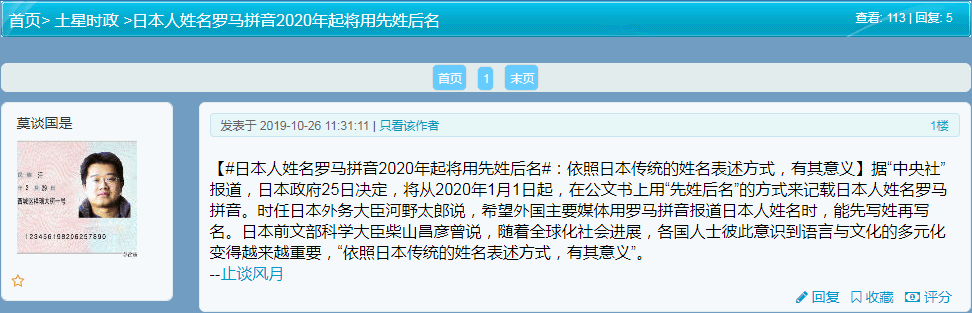 首页> 土星时政 >日本人姓名罗马拼音2020年起将用先姓后名
查看: 113 | 回复: 5
首页 1 末页
莫谈国是
发表于 2019-10-26 11:31:11 | 只看该作者
1楼
【#日本人姓名罗马拼音2020年起将用先姓后名#：依照日本传统的姓名表述方式，有其意义】据“中央社”
报道，日本政府25日决定，将从2020年1月1日起，在公文书上用“先姓后名”的方式来记载日本人姓名罗马
拼音。时任日本外务大臣河野太郎说，希望外国主要媒体用罗马拼音报道日本人姓名时，能先写姓再写
名。日本前文部科学大臣柴山昌彦曾说，随着全球化社会进展，各国人士彼此意识到语言与文化的多元化
变得越来越重要，“依照日本传统的姓名表述方式，有其意义”。
--止谈风月
回复 收藏 评分